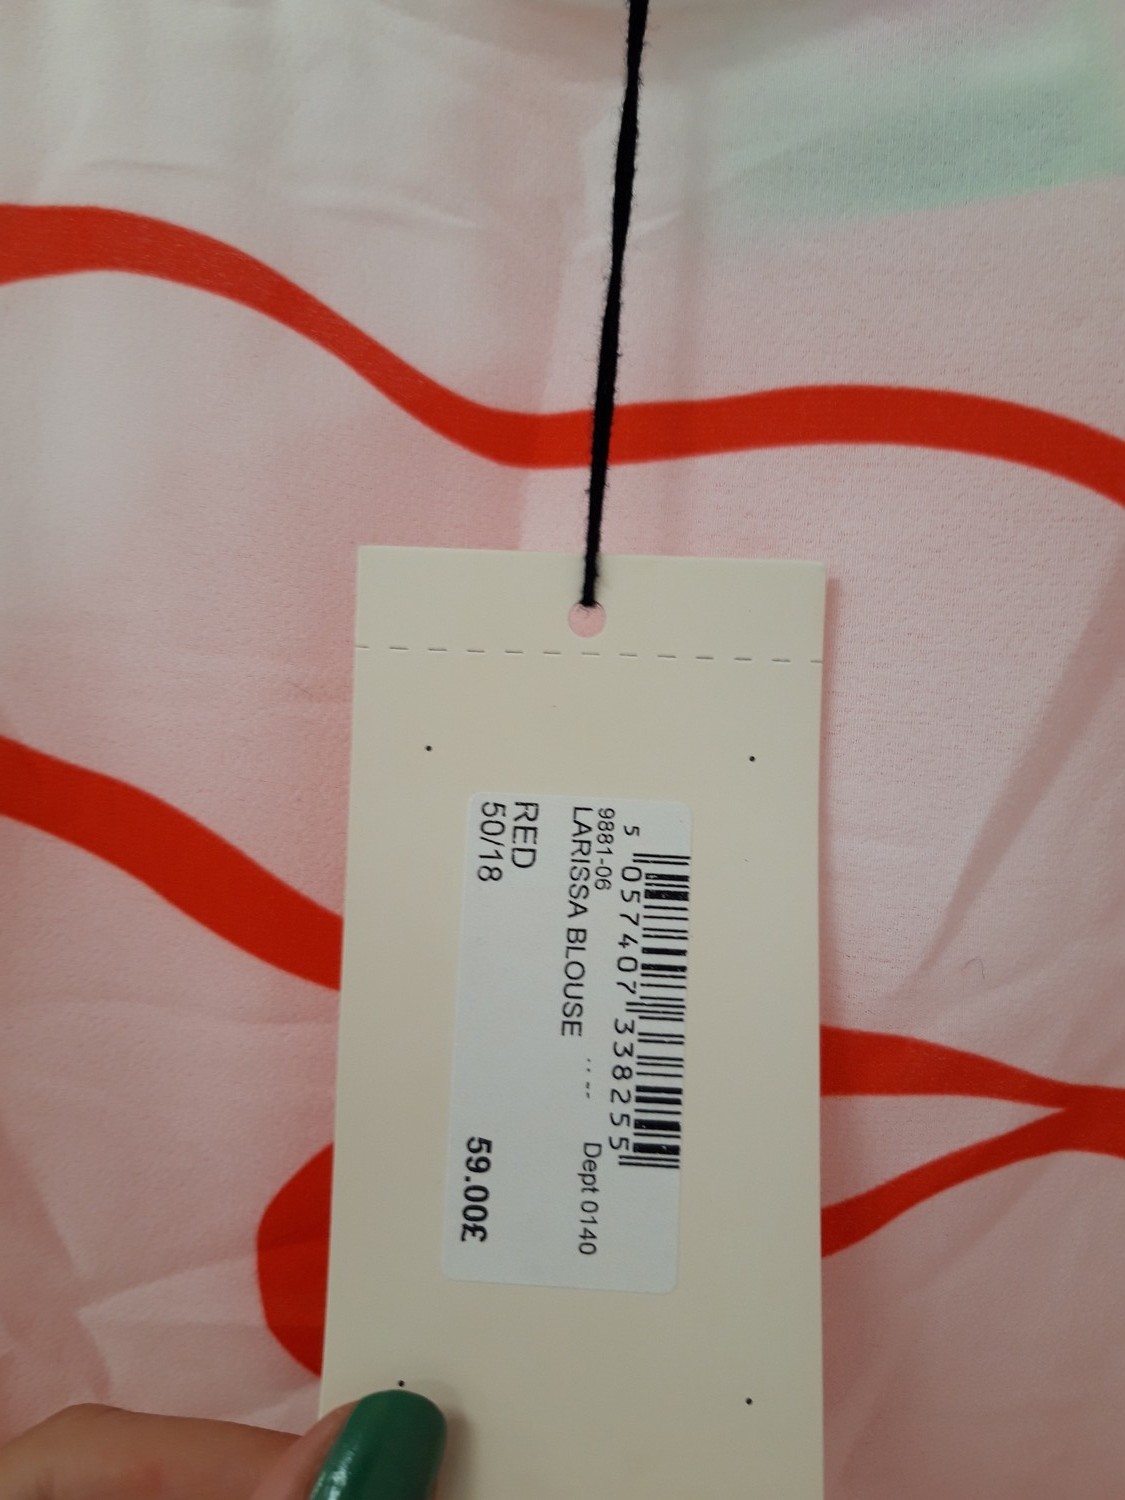 5 057407 338255
9881-06 Dept 0140
LARISSA BLOUSE
RED
50/18 59.00£